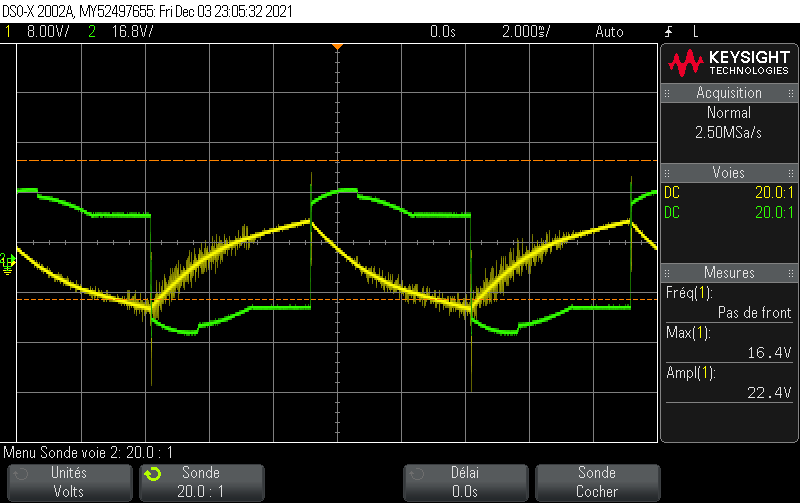 DSO-X 2002A, MY52497655: Fri Dec 03 23:05:32 2021
1 8.00V/ 2 16.8V/ 0.0s 2.000ms/ Auto L
KEYSIGHT
TECHNOLOGIES
Acquisition
Normal
2.50MSa/s
Voies
DC 20.0:1
DC 20.0:1
Mesures
Fréq(1):
Pas de front
Max(1):
16.4V
Ampl(1):
22.4V
Menu Sonde voie 2: 20.0 : 1
Unités Sonde Délai Sonde
Volts 20.0 : 1 0.0s Cocher